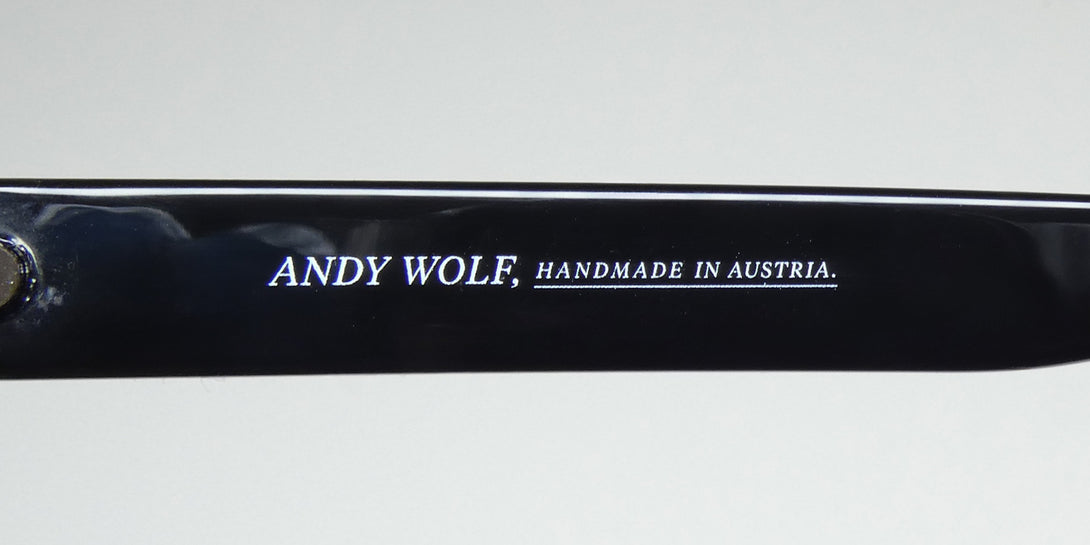 ANDY WOLF, HANDMADE IN AUSTRIA.